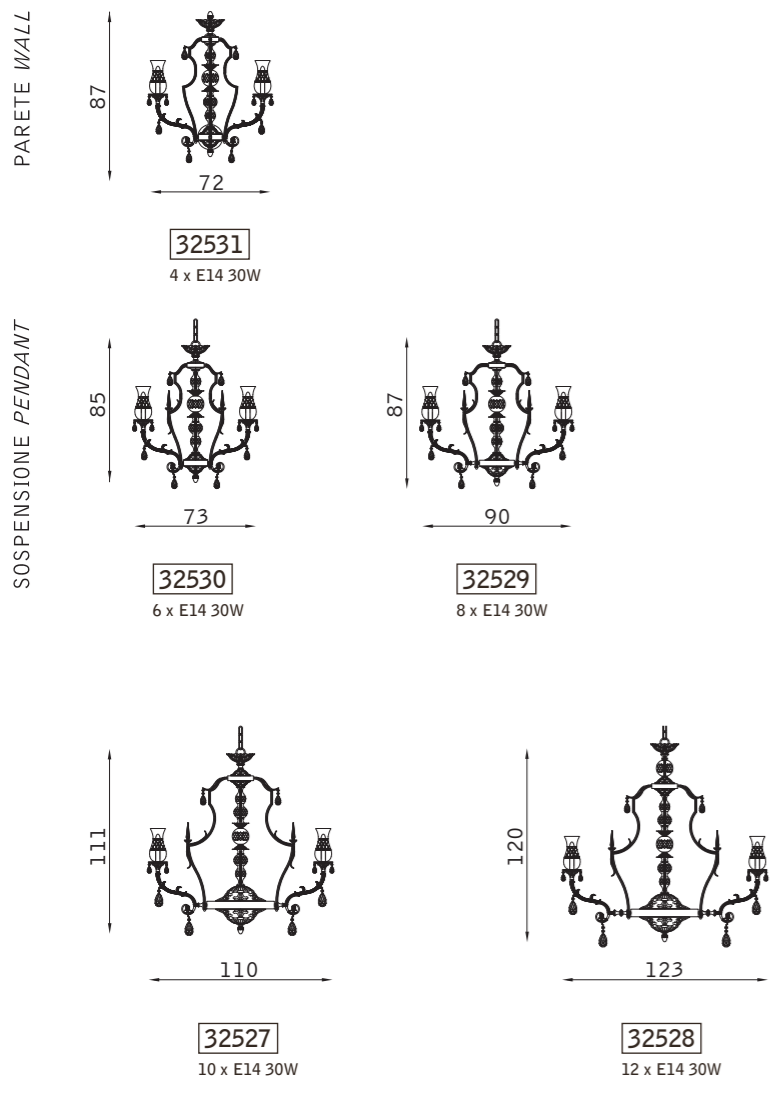 PARETE WALL
87
72
32531
4 x E14 30W
SOSPENSIONE PENDANT
85
73
32530
6 x E14 30W
87
90
32529
8 x E14 30W
111
110
32527
10 x E14 30W
120
123
32528
12 x E14 30W